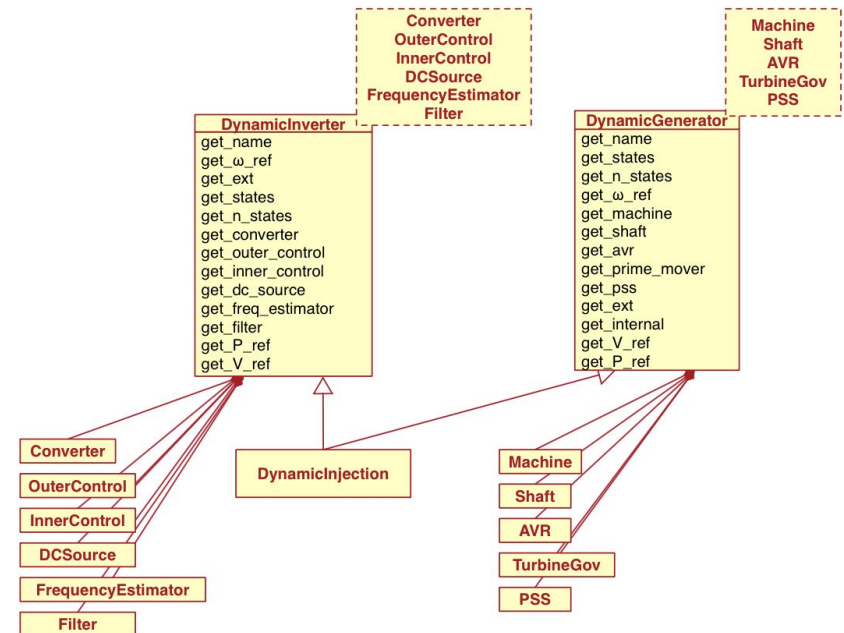 Converter
OuterControl
InnerControl
DCSource
FrequencyEstimator
Filter
DynamicInverter
get_name
get_ω_ref
get_ext
get_states
get_n_states
get_converter
get_outer_control
get_inner_control
get_dc_source
get_freq_estimator
get_filter
get_P_ref
get_V_ref
Machine
Shaft
AVR
TurbineGov
PSS
DynamicGenerator
get_name
get_states
get_n_states
get_ω_ref
get_machine
get_shaft
get_avr
get_prime_mover
get_pss
get_ext
get_internal
get_V_ref
get_P_ref
Converter
OuterControl
InnerControl
DCSource
FrequencyEstimator
Filter
DynamicInjection
Machine
Shaft
AVR
TurbineGov
PSS